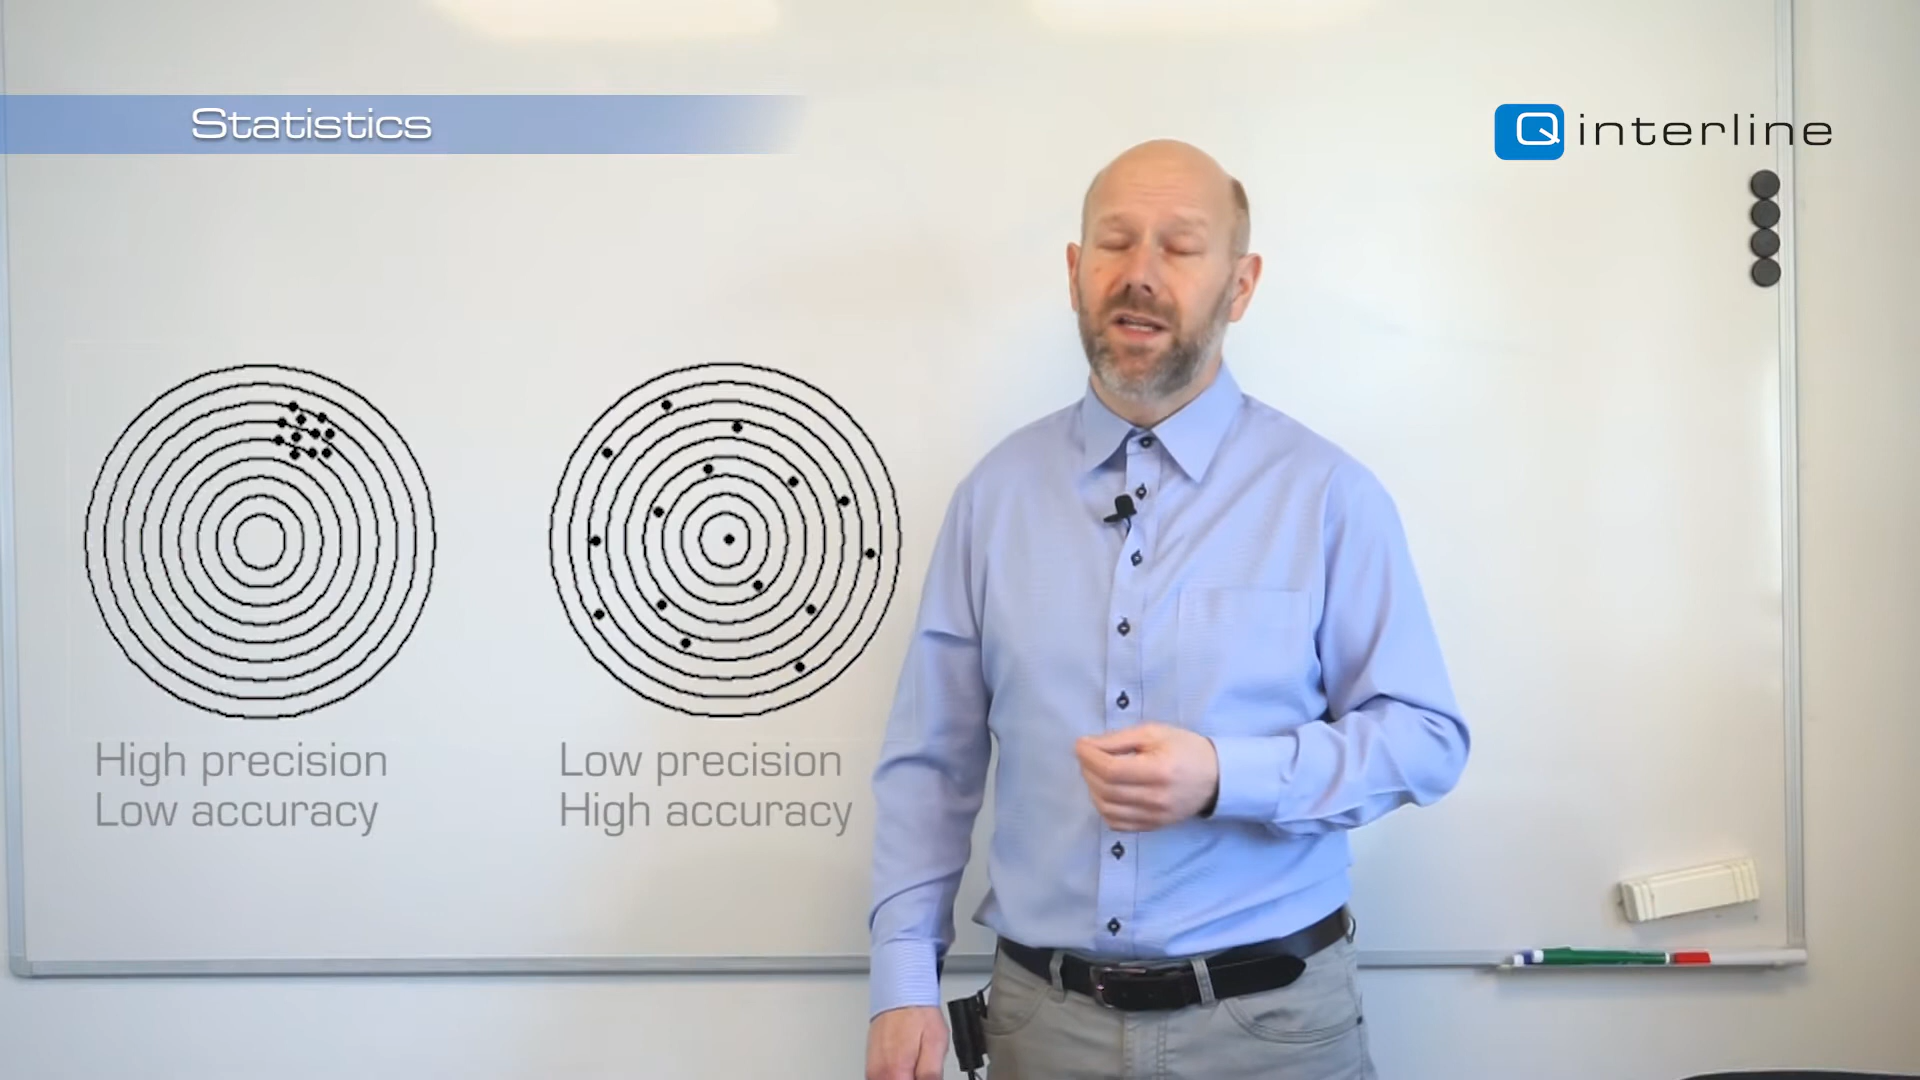 Statistics
Q interline
High precision
Low accuracy
Low precision
High accuracy